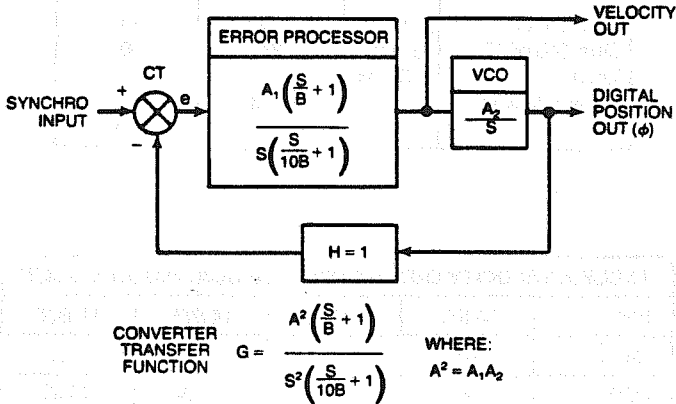 VELOCITY
OUT
ERROR PROCESSOR
CT
VCO
SYNCHRO
INPUT
+
e
−
A₁(S/B + 1)
S(S/10B + 1)
A₂
S
DIGITAL
POSITION
OUT (ϕ)
H = 1
CONVERTER
TRANSFER
FUNCTION
G =
A²(S/B + 1)
S²(S/10B + 1)
WHERE:
A² = A₁A₂